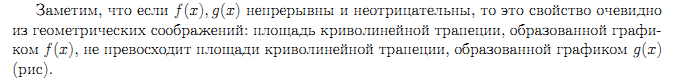 Заметим, что если f(x), g(x) непрерывны и неотрицательны, то это свойство очевидно
из геометрических соображений: площадь криволинейной трапеции, образованной графи-
ком f(x), не превосходит площади криволинейной трапеции, образованной графиком g(x)
(рис).